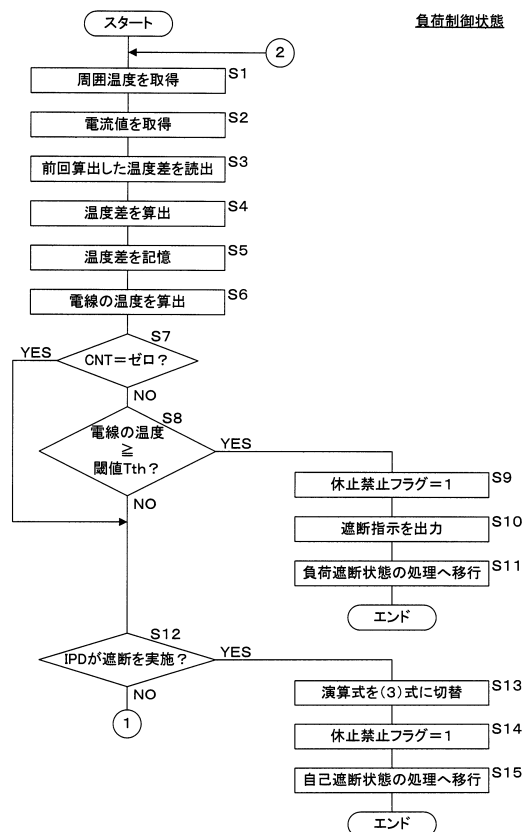 負荷制御状態
スタート
2
周囲温度を取得
S1
電流値を取得
S2
前回算出した温度差を読出
S3
温度差を算出
S4
温度差を記憶
S5
電線の温度を算出
S6
S7
YES
CNT＝ゼロ？
NO
S8
電線の温度
≧
閾値Tth？
YES
NO
休止禁止フラグ＝1
S9
遮断指示を出力
S10
負荷遮断状態の処理へ移行
S11
エンド
S12
IPDが遮断を実施？
YES
NO
1
演算式を(3)式に切替
S13
休止禁止フラグ＝1
S14
自己遮断状態の処理へ移行
S15
エンド